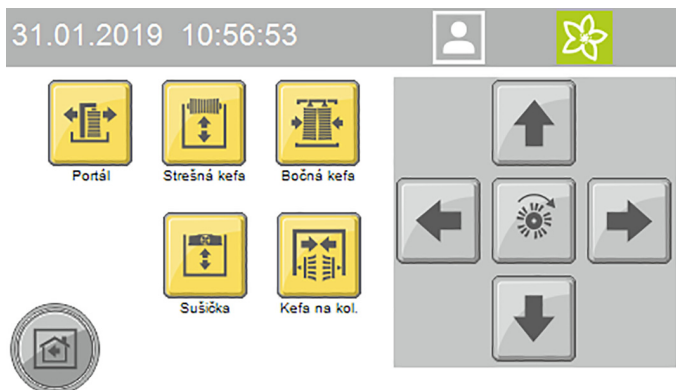 31.01.2019 10:56:53
Portál
Strešná kefa
Bočná kefa
Sušička
Kefa na kol.